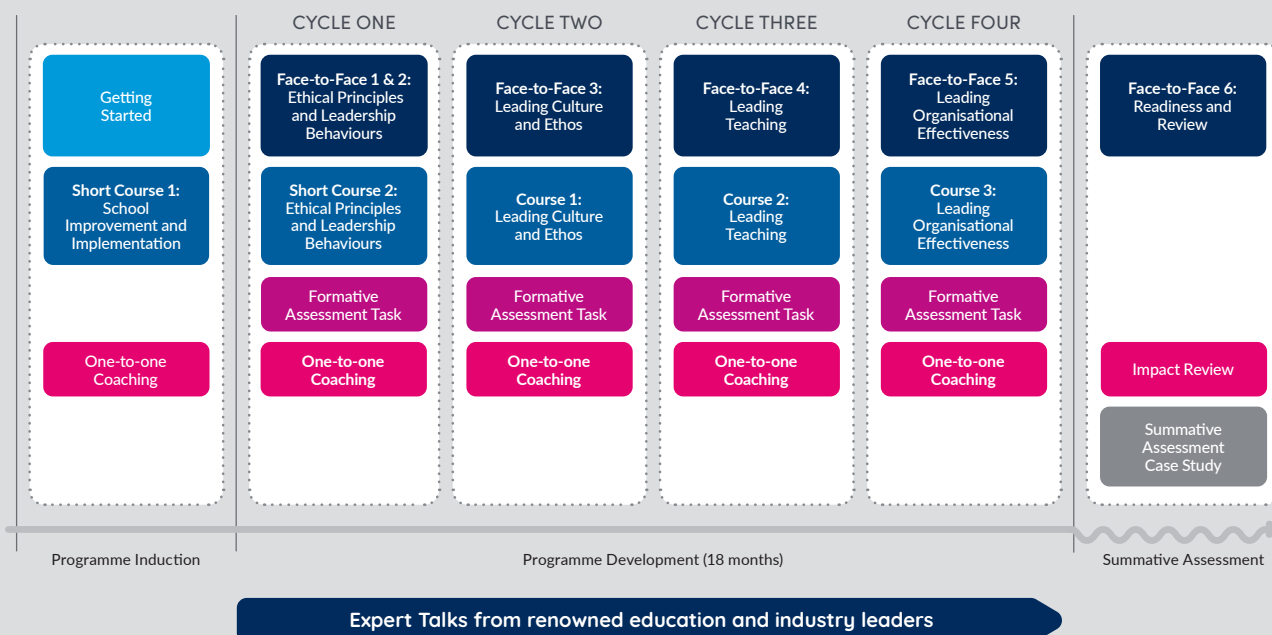 CYCLE ONE
CYCLE TWO
CYCLE THREE
CYCLE FOUR
Getting
Started
Short Course 1:
School
Improvement and
Implementation
One-to-one
Coaching
Face-to-Face 1 & 2:
Ethical Principles
and Leadership
Behaviours
Short Course 2:
Ethical Principles
and Leadership
Behaviours
Formative
Assessment Task
One-to-one
Coaching
Face-to-Face 3:
Leading Culture
and Ethos
Course 1:
Leading Culture
and Ethos
Formative
Assessment Task
One-to-one
Coaching
Face-to-Face 4:
Leading
Teaching
Course 2:
Leading
Teaching
Formative
Assessment Task
One-to-one
Coaching
Face-to-Face 5:
Leading
Organisational
Effectiveness
Course 3:
Leading
Organisational
Effectiveness
Formative
Assessment Task
One-to-one
Coaching
Face-to-Face 6:
Readiness and
Review
Impact Review
Summative
Assessment
Case Study
Programme Induction
Programme Development (18 months)
Summative Assessment
Expert Talks from renowned education and industry leaders